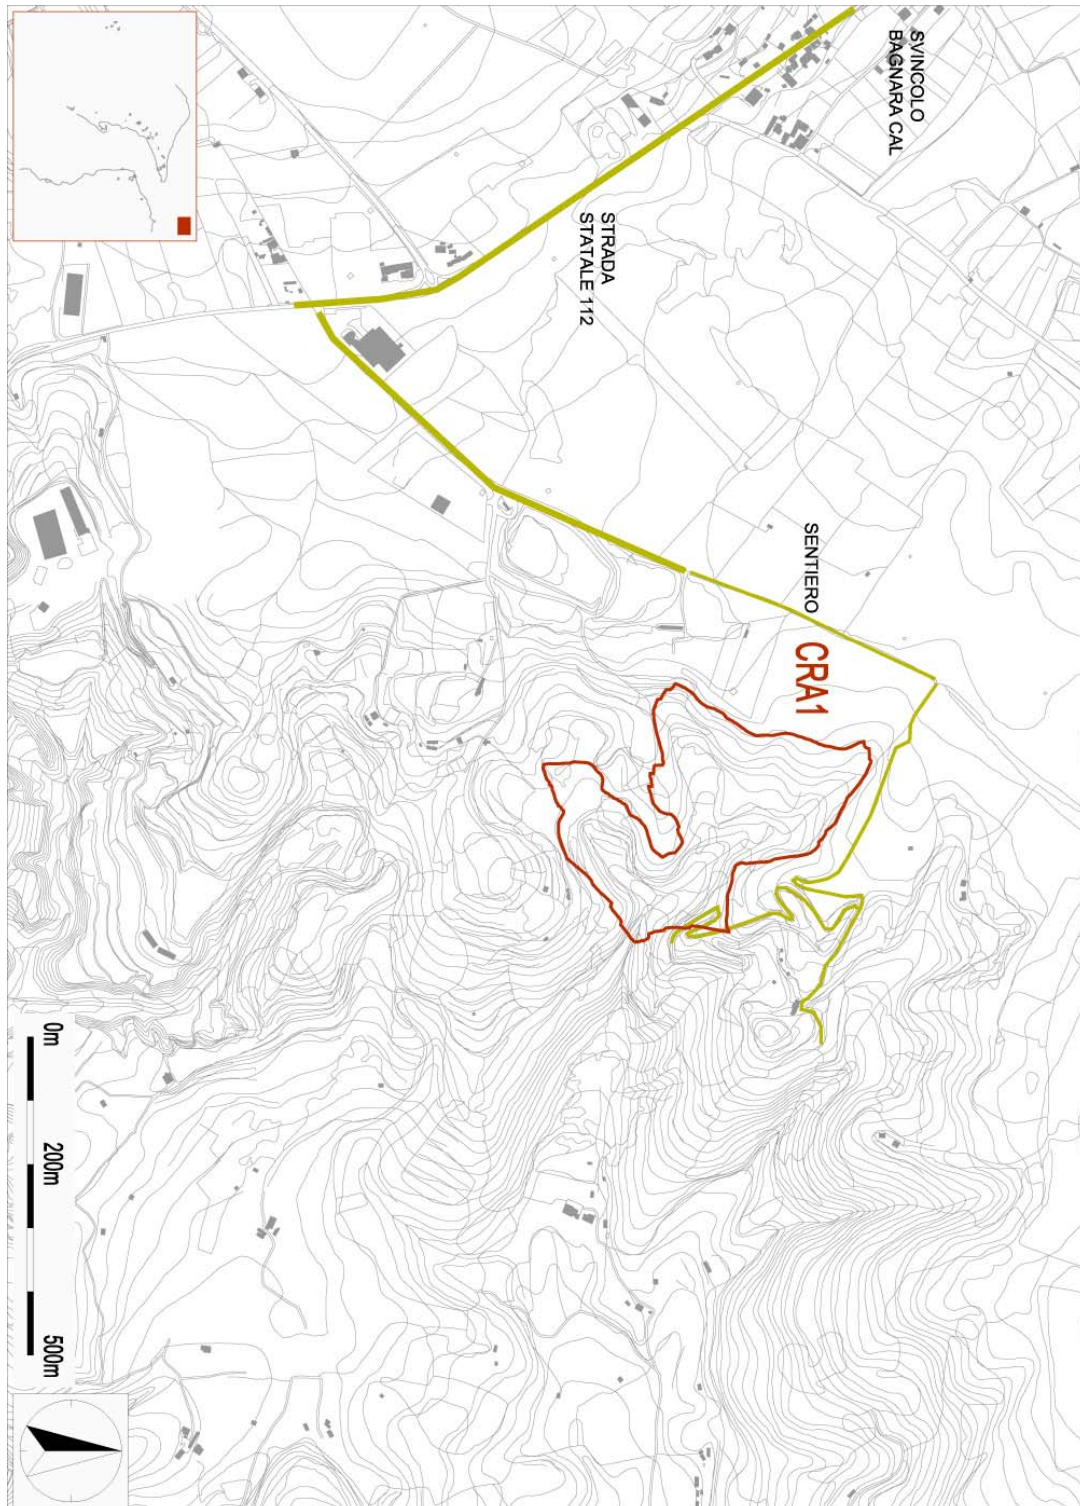 SVINCOLO
BAGNARA CAL
STRADA
STATALE 112
SENTIERO
CRA1
0m
200m
500m